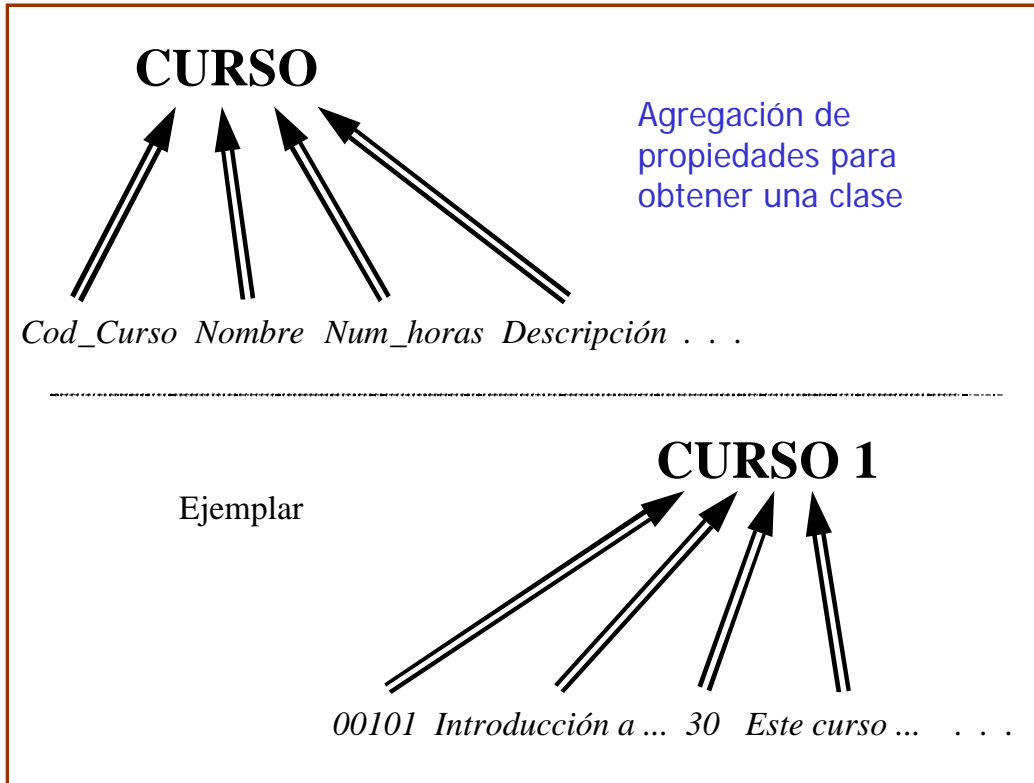 CURSO
Agregación de
propiedades para
obtener una clase
Cod_Curso Nombre Num_horas Descripción . . .
CURSO 1
Ejemplar
00101 Introducción a ... 30 Este curso ... . . .